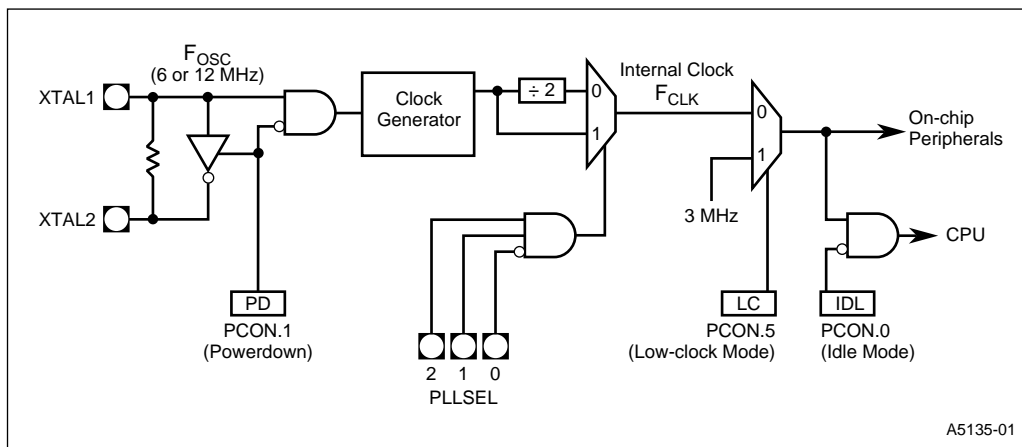 F_OSC
(6 or 12 MHz)
XTAL1
XTAL2
Clock
Generator
÷ 2
0
1
Internal Clock
F_CLK
0
1
3 MHz
On-chip
Peripherals
CPU
PD
PCON.1
(Powerdown)
2 1 0
PLLSEL
LC
PCON.5
(Low-clock Mode)
IDL
PCON.0
(Idle Mode)
A5135-01